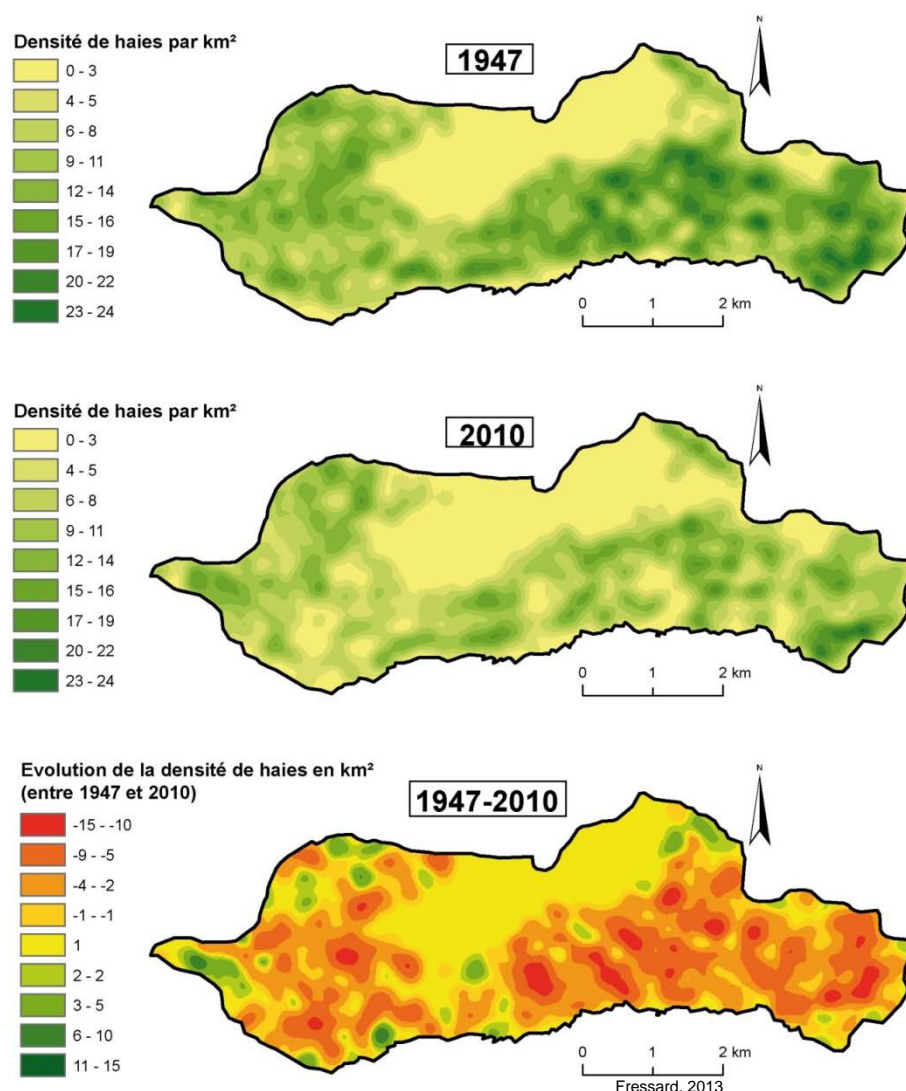 Densité de haies par km²
0 - 3
4 - 5
6 - 8
9 - 11
12 - 14
15 - 16
17 - 19
20 - 22
23 - 24
1947
N
0 1 2 km
Densité de haies par km²
0 - 3
4 - 5
6 - 8
9 - 11
12 - 14
15 - 16
17 - 19
20 - 22
23 - 24
2010
N
0 1 2 km
Evolution de la densité de haies en km²
(entre 1947 et 2010)
-15 - -10
-9 - -5
-4 - -2
-1 - -1
1
2 - 2
3 - 5
6 - 10
11 - 15
1947-2010
N
0 1 2 km
Fressard, 2013